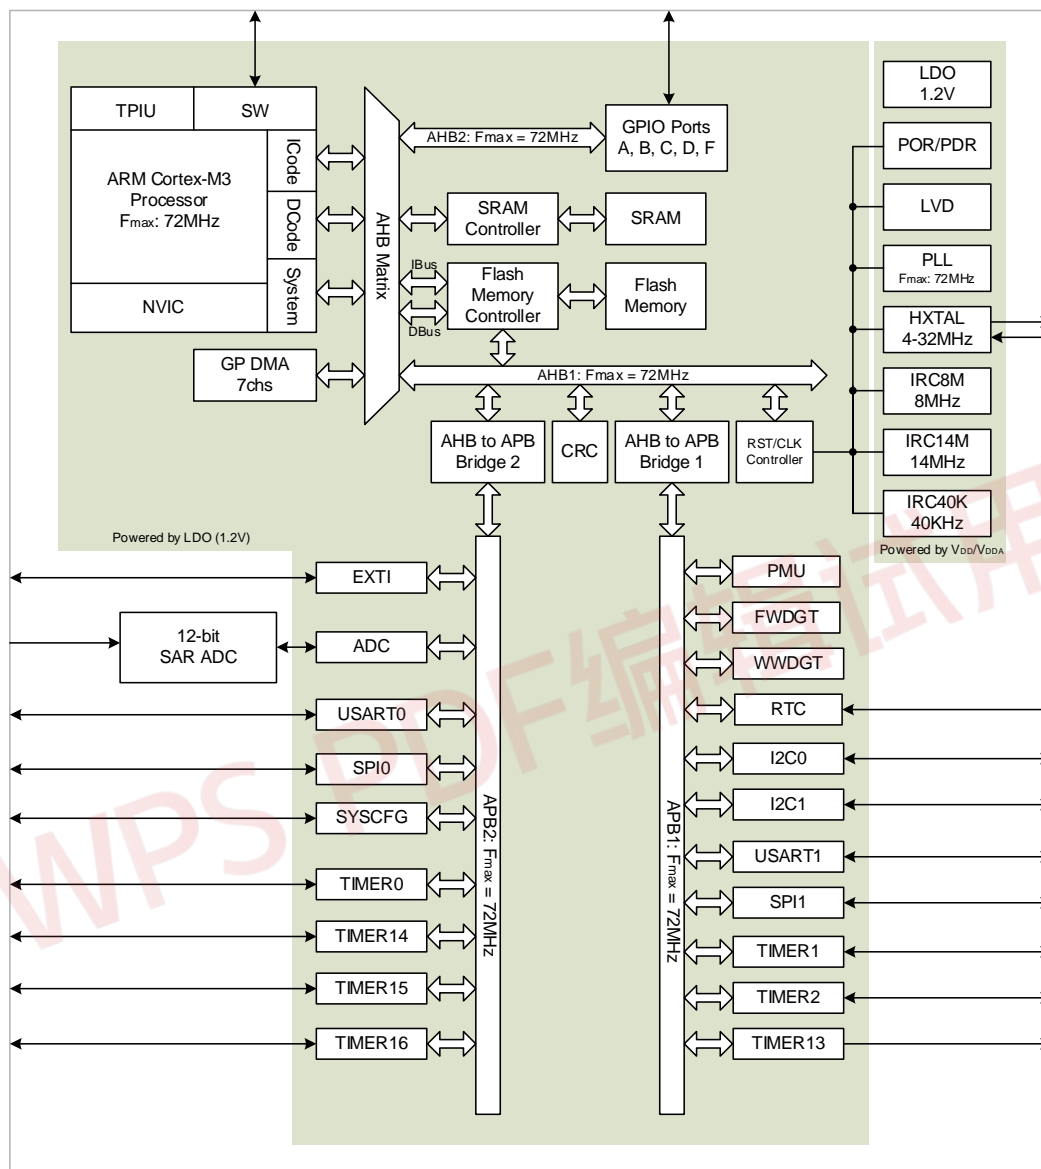 TPIU
SW
ARM Cortex-M3
Processor
Fmax: 72MHz
ICode
DCode
System
NVIC
GP DMA
7chs
AHB Matrix
AHB2: Fmax = 72MHz
GPIO Ports
A, B, C, D, F
SRAM
Controller
SRAM
IBus
DBus
Flash
Memory
Controller
Flash
Memory
AHB1: Fmax = 72MHz
AHB to APB
Bridge 2
CRC
AHB to APB
Bridge 1
RST/CLK
Controller
LDO
1.2V
POR/PDR
LVD
PLL
Fmax: 72MHz
HXTAL
4-32MHz
IRC8M
8MHz
IRC14M
14MHz
IRC40K
40KHz
Powered by VDD/VDDA
Powered by LDO (1.2V)
EXTI
12-bit
SAR ADC
ADC
USART0
SPI0
SYSCFG
TIMER0
TIMER14
TIMER15
TIMER16
APB2: Fmax = 72MHz
APB1: Fmax = 72MHz
PMU
FWDGT
WWDGT
RTC
I2C0
I2C1
USART1
SPI1
TIMER1
TIMER2
TIMER13
WPS PDF编辑试用